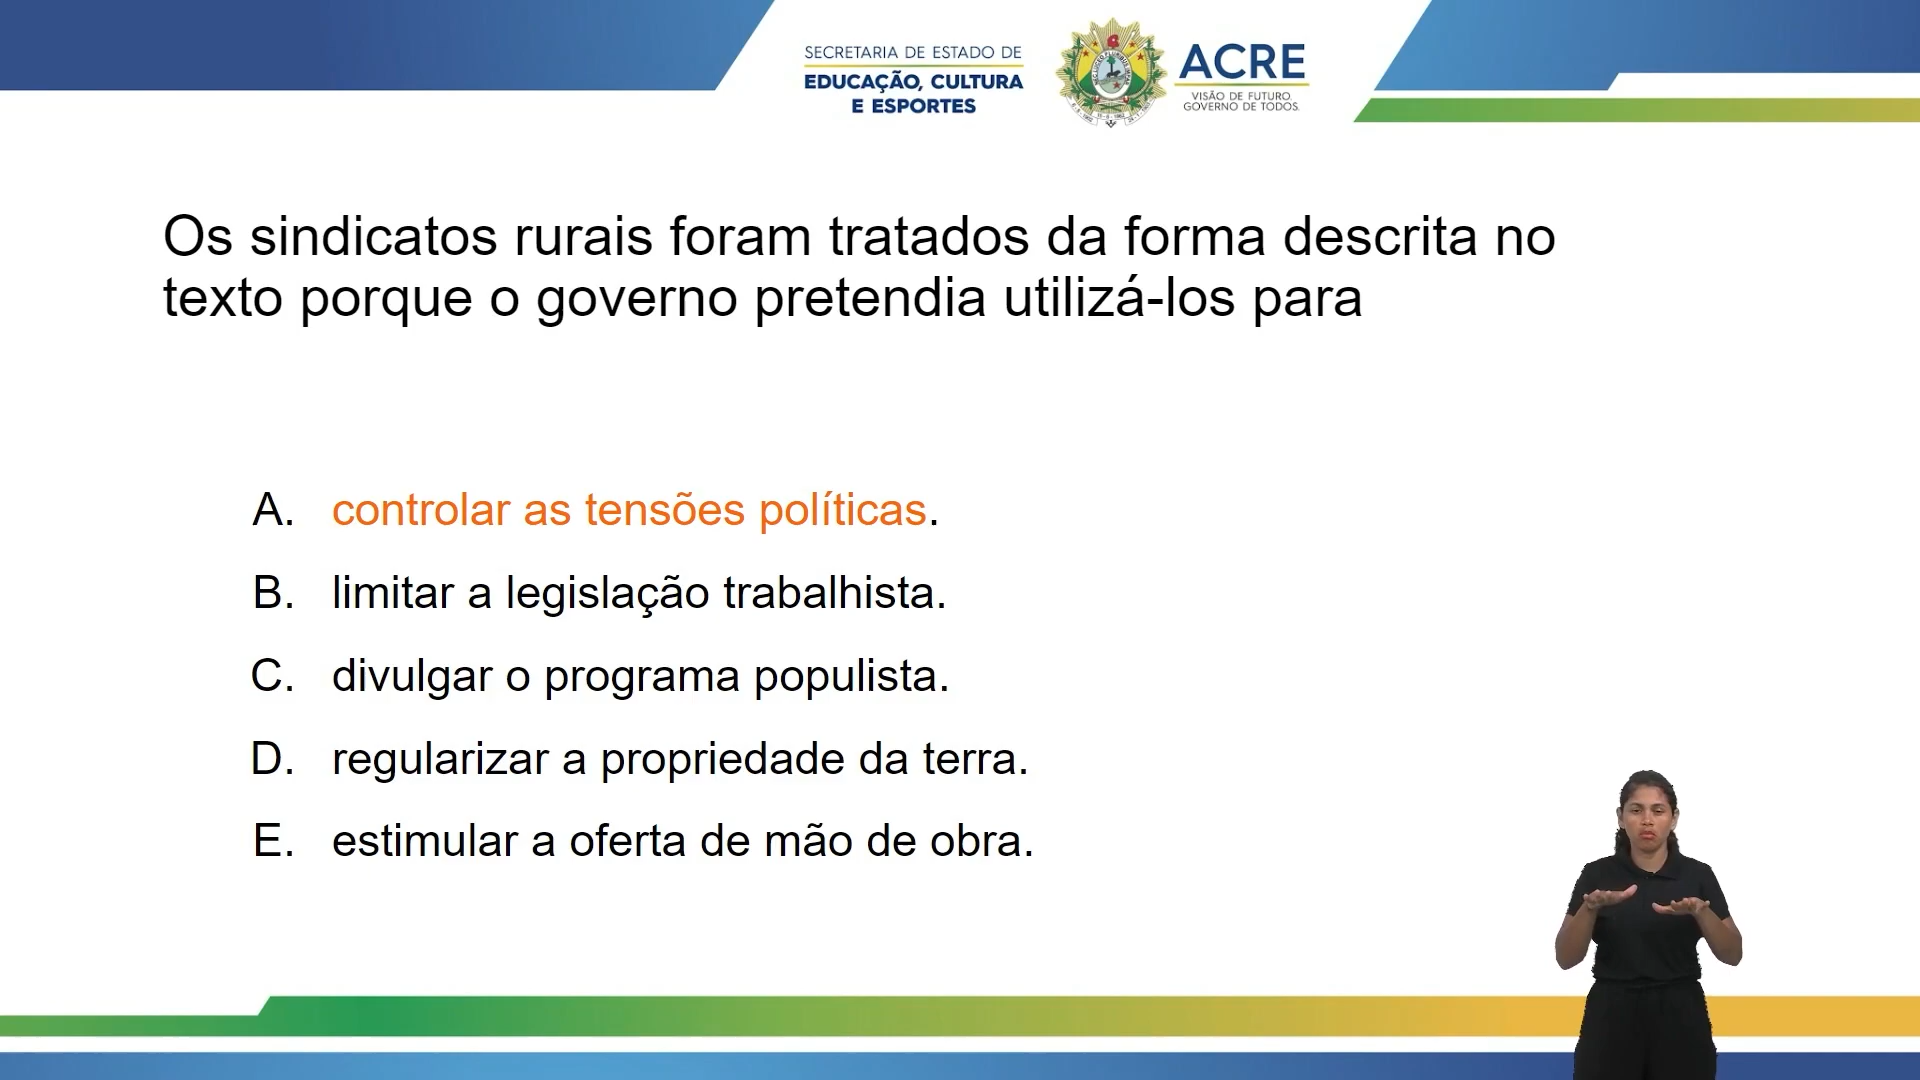 SECRETARIA DE ESTADO DE
EDUCAÇÃO, CULTURA
E ESPORTES
ACRE
VISÃO DE FUTURO.
GOVERNO DE TODOS.
Os sindicatos rurais foram tratados da forma descrita no
texto porque o governo pretendia utilizá-los para
A. controlar as tensões políticas.
B. limitar a legislação trabalhista.
C. divulgar o programa populista.
D. regularizar a propriedade da terra.
E. estimular a oferta de mão de obra.